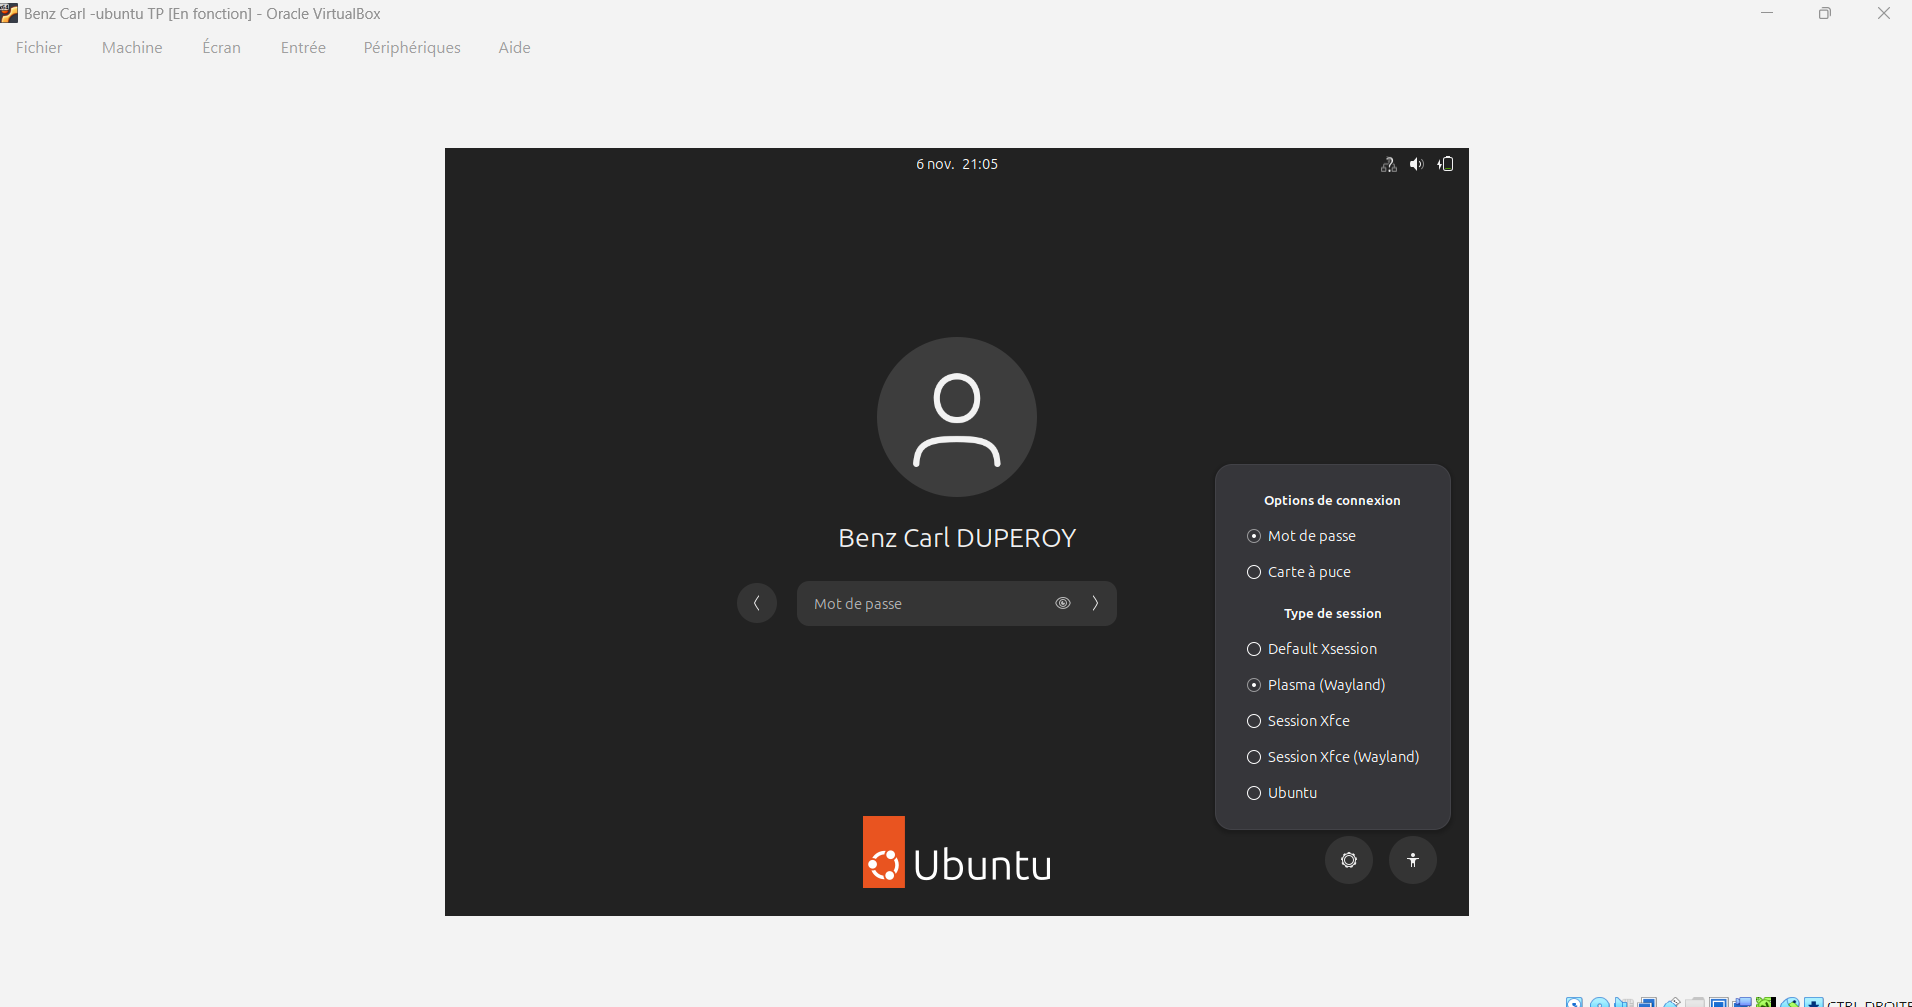 Benz Carl -ubuntu TP [En fonction] - Oracle VirtualBox
Fichier Machine Écran Entrée Périphériques Aide
6 nov. 21:05
Benz Carl DUPEROY
Mot de passe
Options de connexion
Mot de passe
Carte à puce
Type de session
Default Xsession
Plasma (Wayland)
Session Xfce
Session Xfce (Wayland)
Ubuntu
Ubuntu
CTRL DROITE